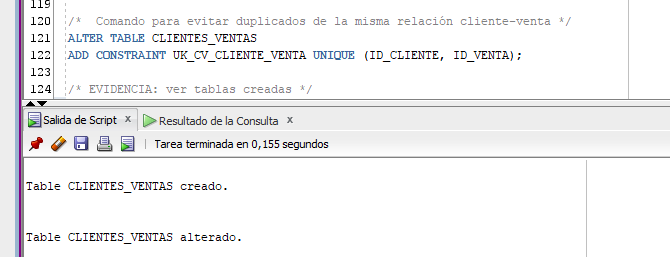 119
120 /*  Comando para evitar duplicados de la misma relación cliente-venta */
121 ALTER TABLE CLIENTES_VENTAS
122 ADD CONSTRAINT UK_CV_CLIENTE_VENTA UNIQUE (ID_CLIENTE, ID_VENTA);
123
124 /* EVIDENCIA: ver tablas creadas */
Salida de Script x Resultado de la Consulta x
Tarea terminada en 0,155 segundos
Table CLIENTES_VENTAS creado.
Table CLIENTES_VENTAS alterado.